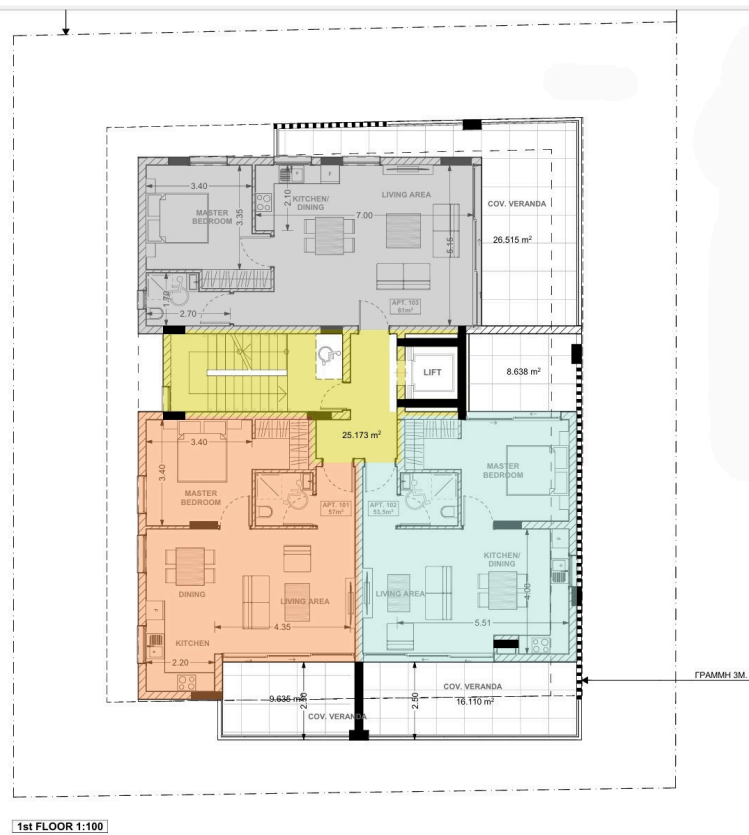 3.40
MASTER
BEDROOM
3.35
2.10
KITCHEN/
DINING
F
LIVING AREA
7.00
5.15
COV. VERANDA
26.515 m²
1.70
2.70
APT. 103
61m²
LIFT
8.638 m²
25.173 m²
3.40
3.40
MASTER
BEDROOM
APT. 101
57m²
APT. 102
53,5m²
MASTER
BEDROOM
DINING
LIVING AREA
4.35
KITCHEN
2.20
LIVING AREA
KITCHEN/
DINING
4.00
5.51
9.635 m²
2.50
COV. VERANDA
2.50
COV. VERANDA
16.110 m²
ΓΡΑΜΜΗ 3Μ.
1st FLOOR 1:100